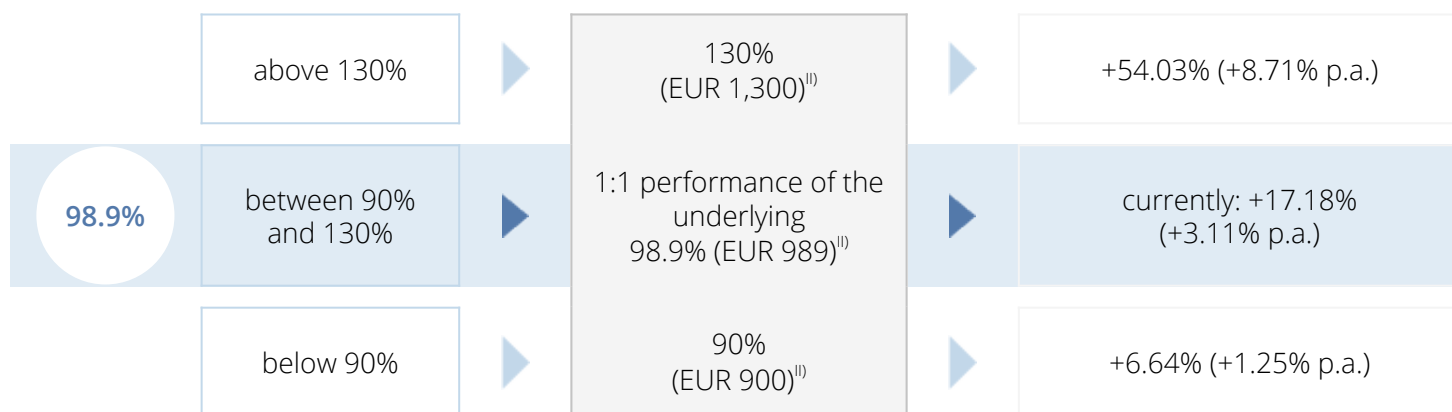 above 130%
130%
(EUR 1,300)II)
+54.03% (+8.71% p.a.)
98.9%
between 90%
and 130%
1:1 performance of the
underlying
98.9% (EUR 989)II)
currently: +17.18%
(+3.11% p.a.)
below 90%
90%
(EUR 900)II)
+6.64% (+1.25% p.a.)